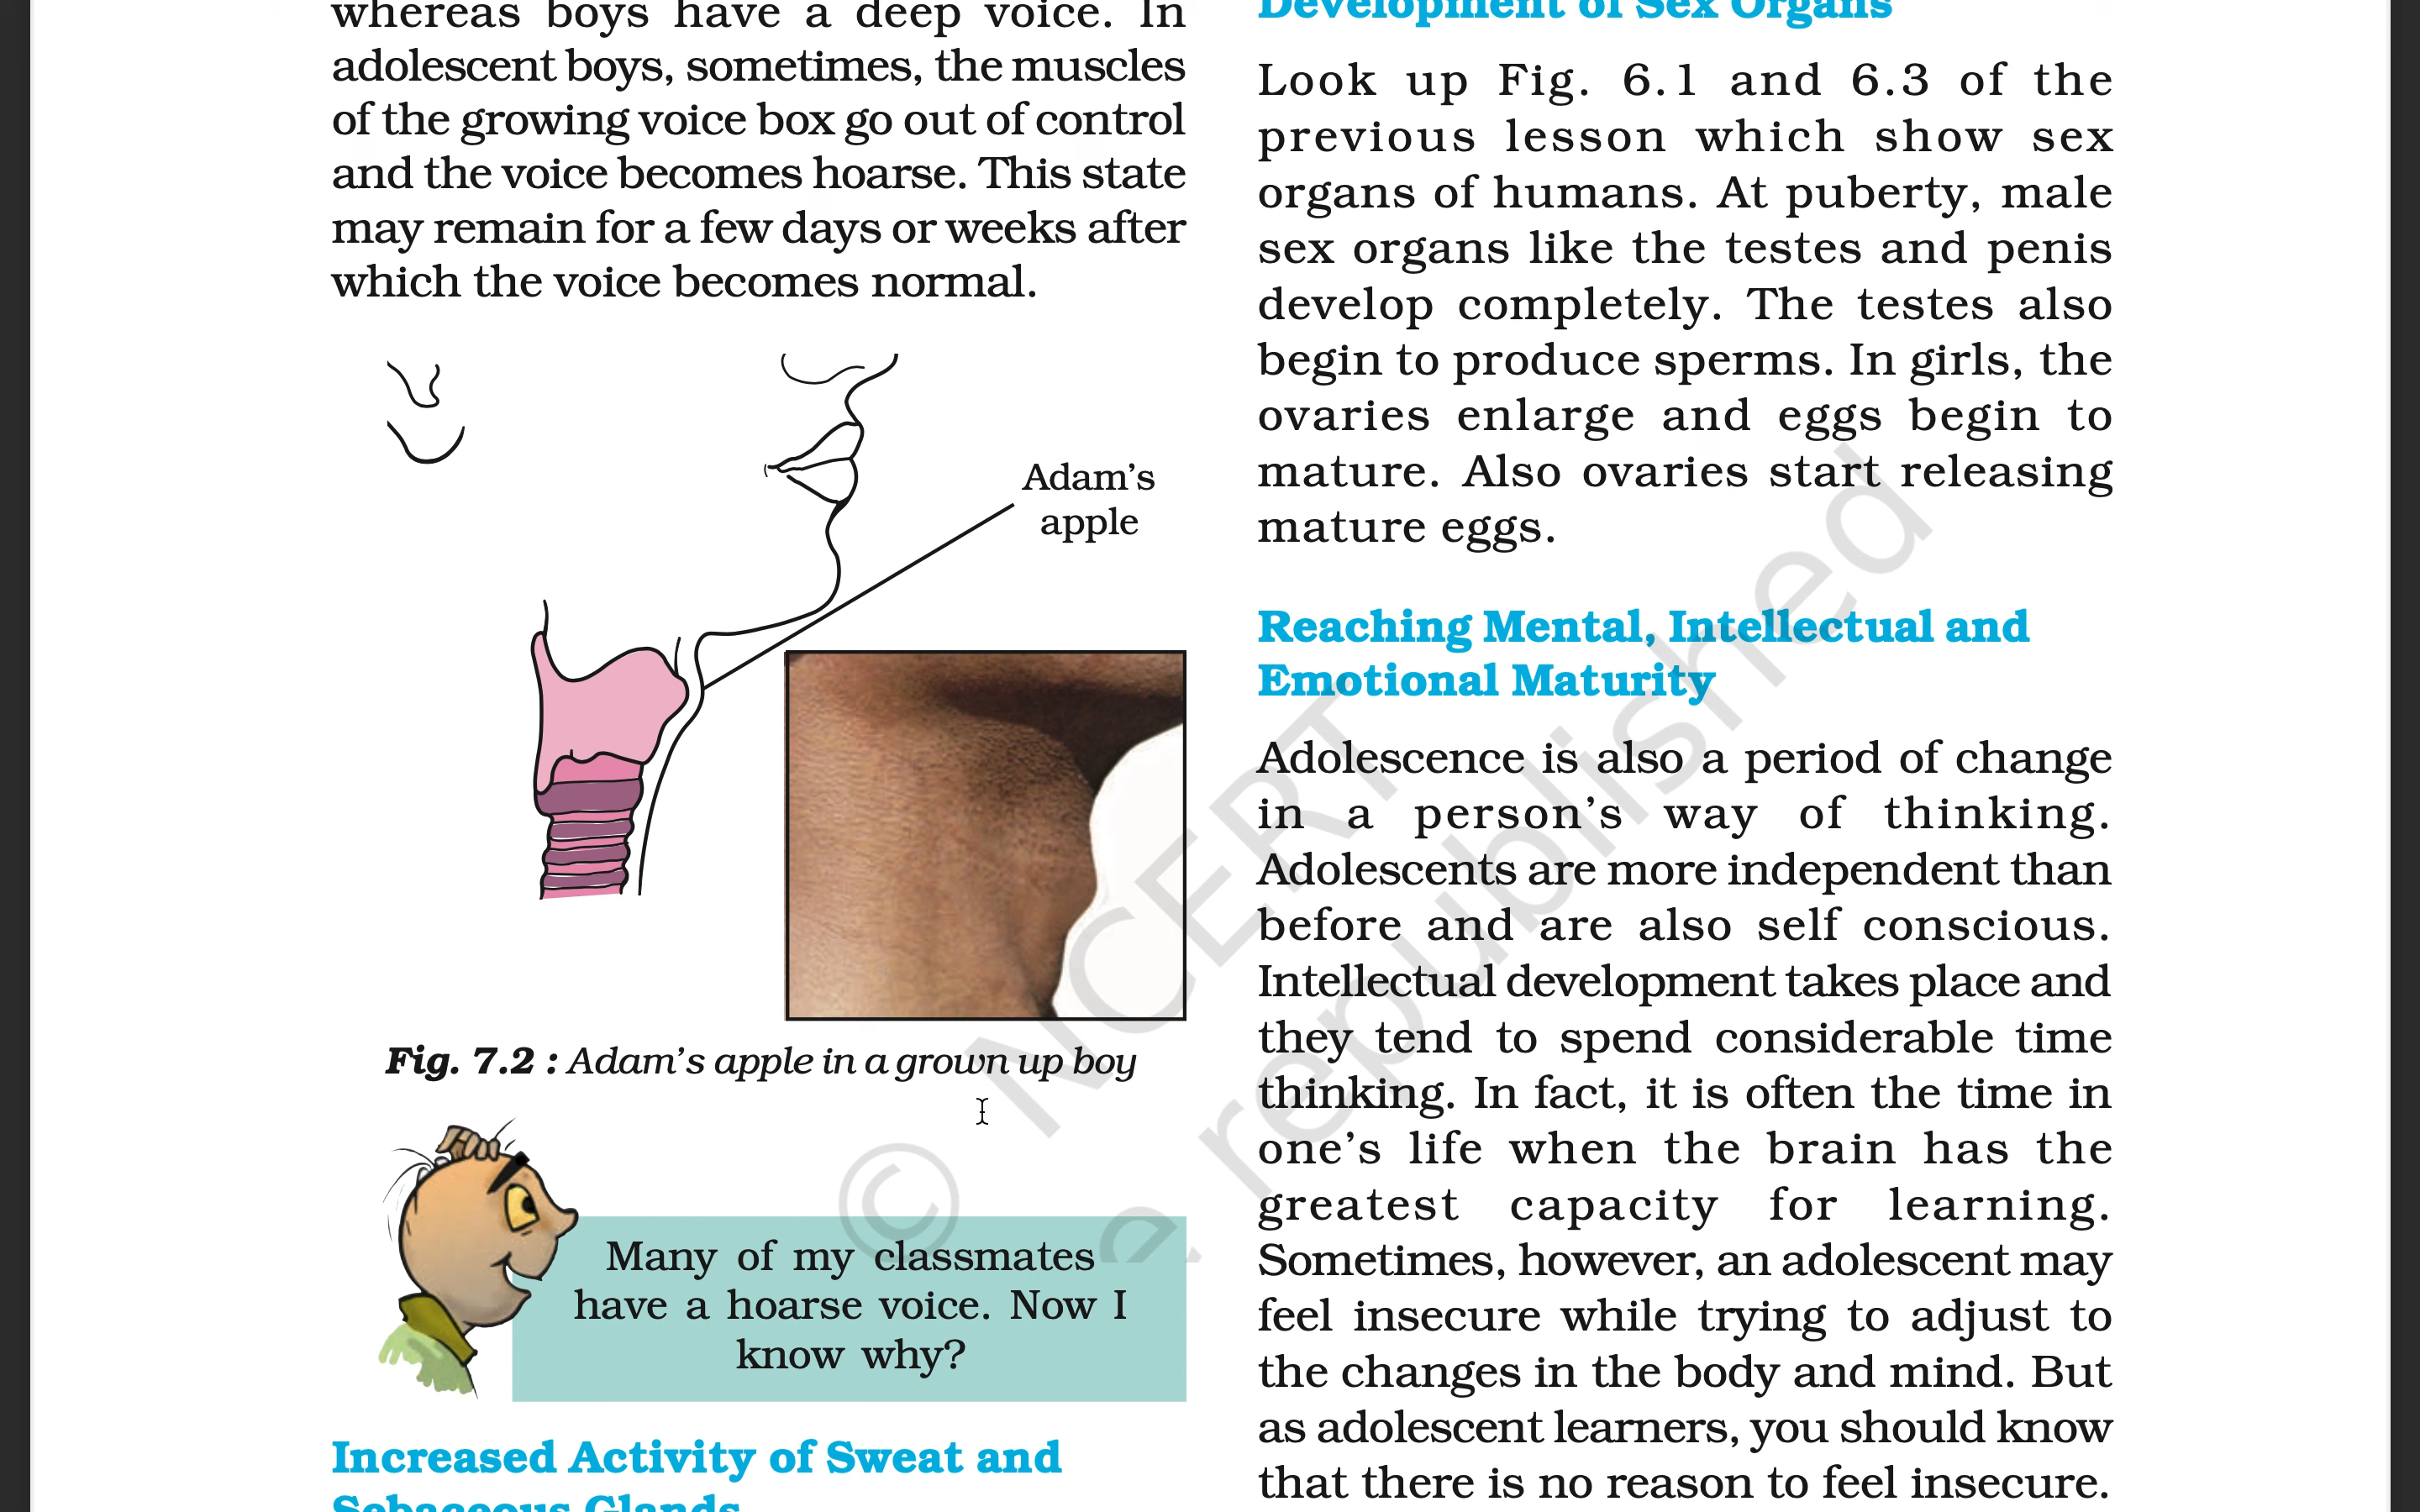 whereas boys have a deep voice. In
adolescent boys, sometimes, the muscles
of the growing voice box go out of control
and the voice becomes hoarse. This state
may remain for a few days or weeks after
which the voice becomes normal.
Adam’s
apple
Fig. 7.2 : Adam’s apple in a grown up boy
Many of my classmates
have a hoarse voice. Now I
know why?
Increased Activity of Sweat and
Sebaceous Glands
Development of Sex Organs
Look up Fig. 6.1 and 6.3 of the
previous lesson which show sex
organs of humans. At puberty, male
sex organs like the testes and penis
develop completely. The testes also
begin to produce sperms. In girls, the
ovaries enlarge and eggs begin to
mature. Also ovaries start releasing
mature eggs.
Reaching Mental, Intellectual and
Emotional Maturity
Adolescence is also a period of change
in a person’s way of thinking.
Adolescents are more independent than
before and are also self conscious.
Intellectual development takes place and
they tend to spend considerable time
thinking. In fact, it is often the time in
one’s life when the brain has the
greatest capacity for learning.
Sometimes, however, an adolescent may
feel insecure while trying to adjust to
the changes in the body and mind. But
as adolescent learners, you should know
that there is no reason to feel insecure.
© NCERT
e republished